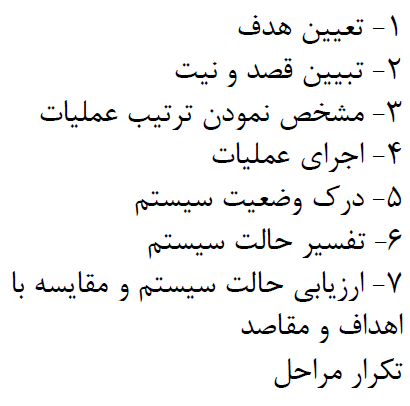 ۱- تعیین هدف
۲- تبیین قصد و نیت
۳- مشخص نمودن ترتیب عملیات
۴- اجرای عملیات
۵- درک وضعیت سیستم
۶- تفسیر حالت سیستم
۷- ارزیابی حالت سیستم و مقایسه با
اهداف و مقاصد
تکرار مراحل